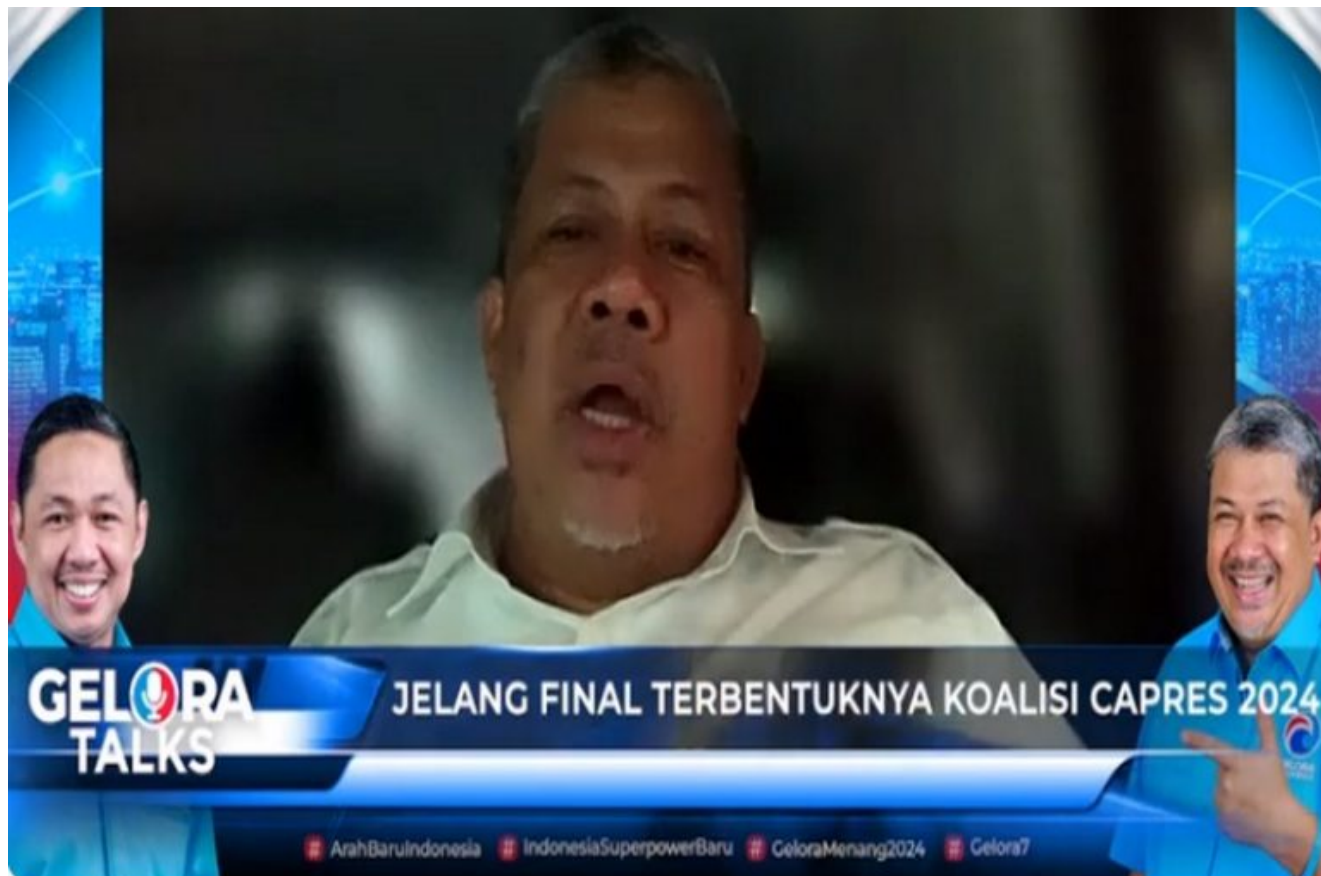 GELORA
TALKS
JELANG FINAL TERBENTUKNYA KOALISI CAPRES 2024
# ArahBaruIndonesia # IndonesiaSuperpowerBaru # GeloraMenang2024 # Gelora7